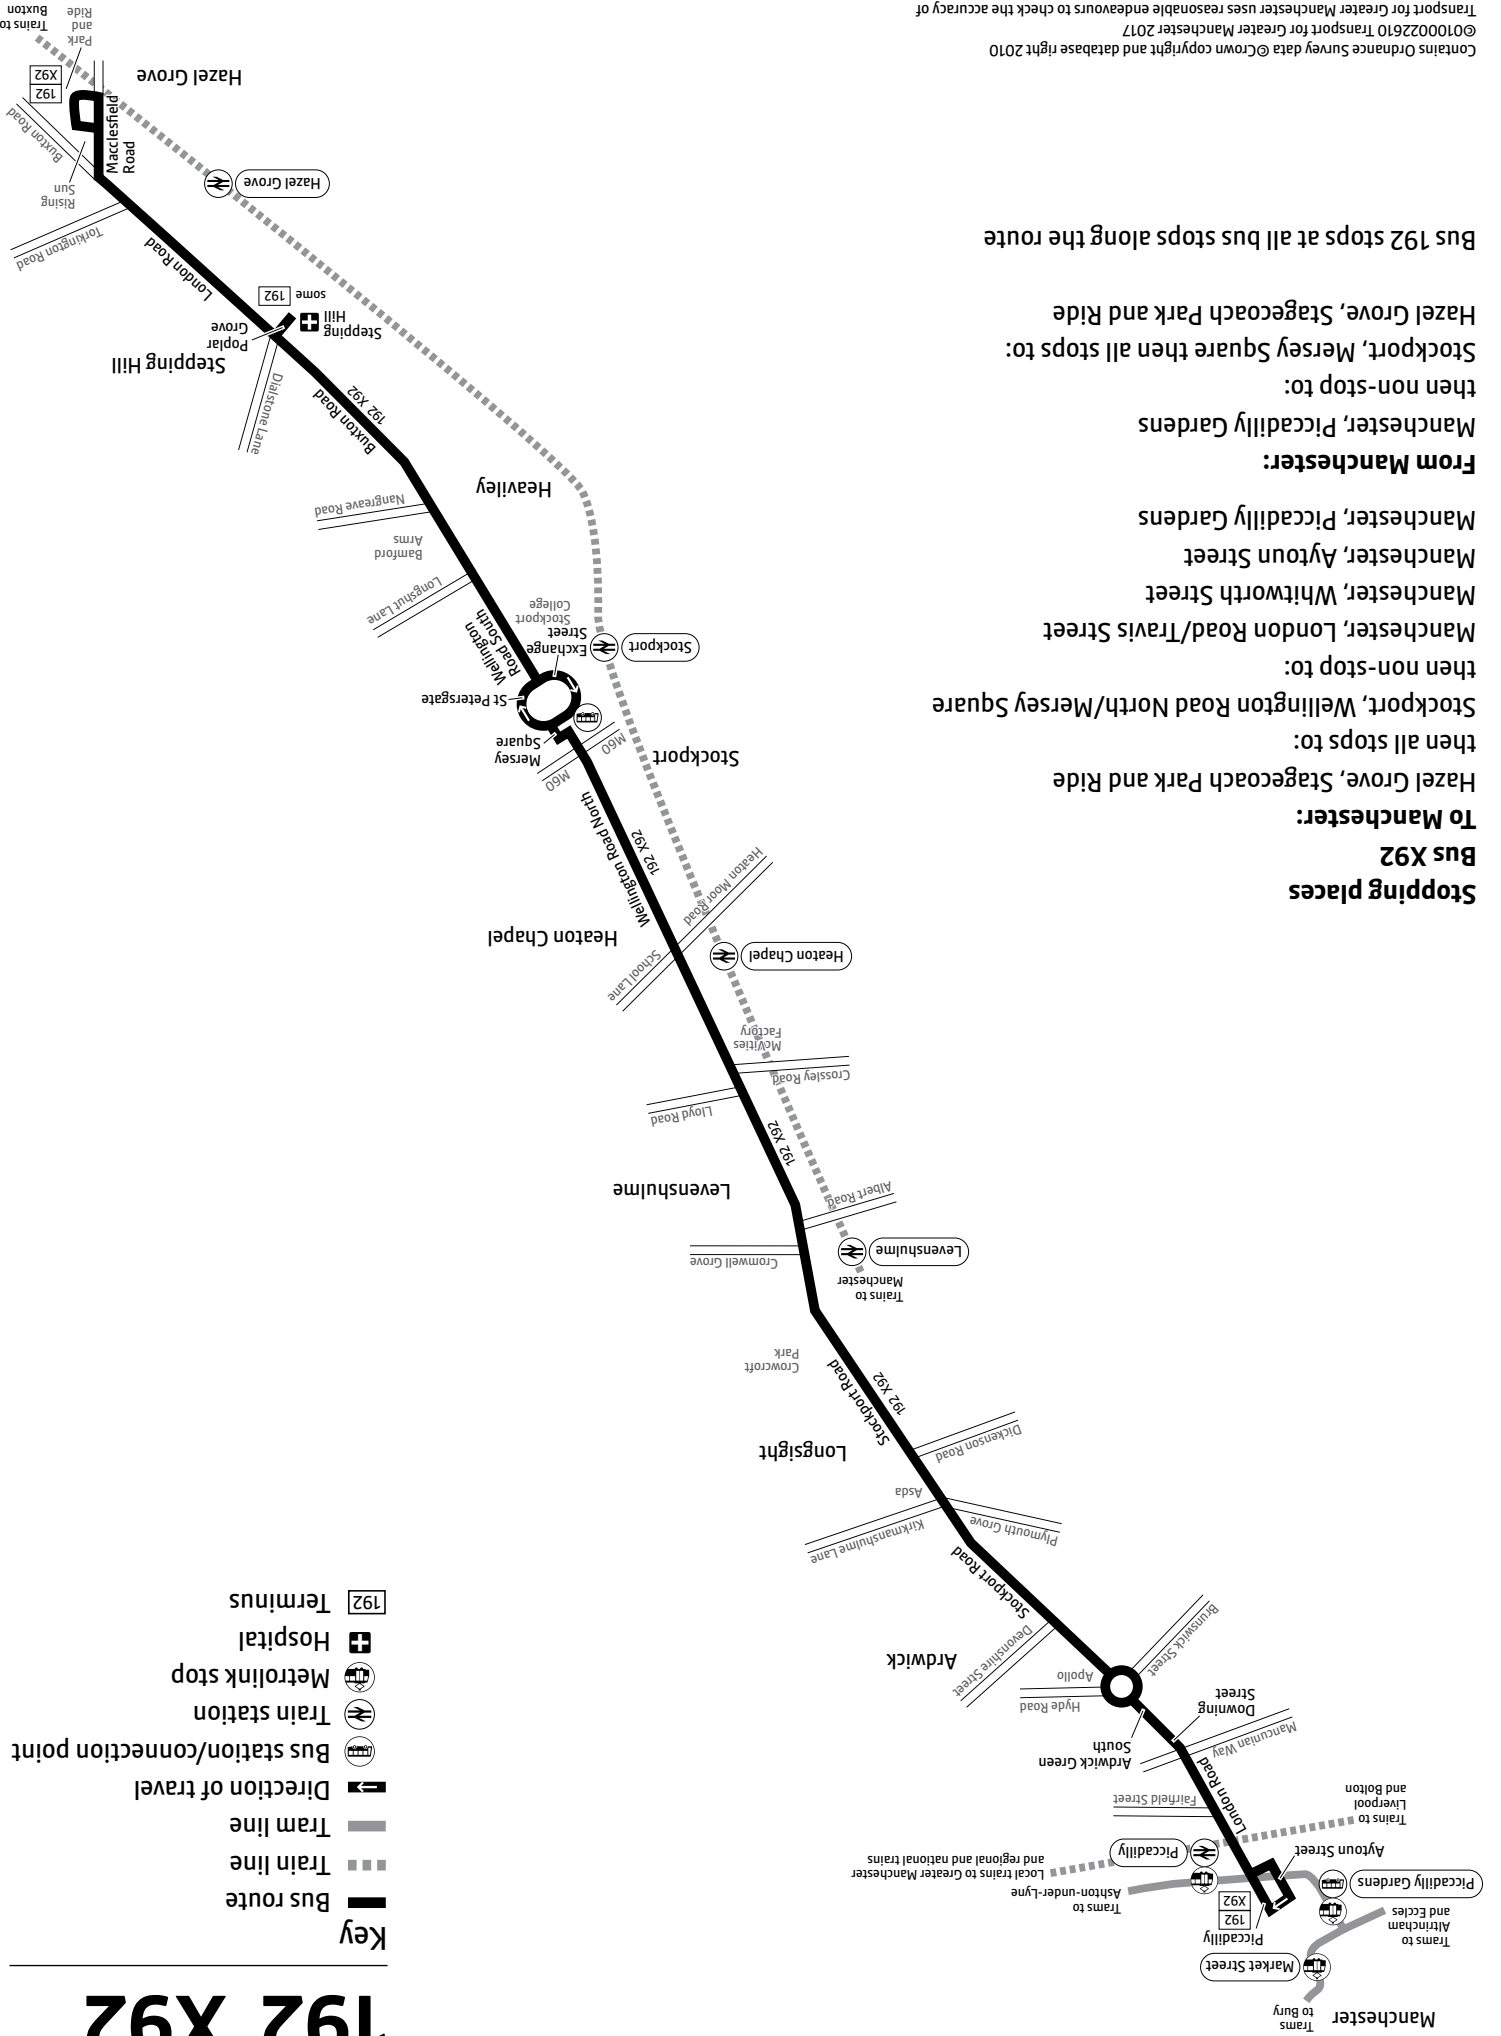 192 X92
Key
Bus route
Train line
Tram line
Direction of travel
Bus station/connection point
Train station
Metrolink stop
Hospital
192 Terminus
Manchester
Trams
to Bury
Market Street
Trams to
Altrincham
and Eccles
Piccadilly Gardens
Piccadilly
192
X92
Aytoun Street
Trams to
Ashton-under-Lyne
Local trains to Greater Manchester
and regional and national trains
Piccadilly
Trains to
Liverpool
and Bolton
London Road
Fairfield Street
Mancunian Way
Ardwick Green
South
Downing
Street
Hyde Road
Apollo
Brunswick Street
Devonshire Street
Ardwick
Stockport Road
Plymouth Grove
Kirkmanshulme Lane
Asda
Dickenson Road
Longsight
Stockport Road
192 X92
Crowcroft
Park
Trains to
Manchester
Levenshulme
Cromwell Grove
Albert Road
Levenshulme
192 X92
Lloyd Road
Crossley Road
McVities
Factory
School Lane
Heaton Chapel
Heaton Chapel
Heaton Moor Road
Wellington Road North
192 X92
M60
M60
Stockport
Mersey
Square
St Petersgate
Exchange
Street
Stockport
Wellington
Road South
Stockport
College
Longshut Lane
Bamford
Arms
Nangreave Road
Heaviley
Buxton Road
192 X92
Dialstone Lane
Stepping Hill
Poplar
Grove
Stepping
Hill
some 192
London Road
Torkington Road
Hazel Grove
Rising
Sun
Macclesfield
Road
Buxton Road
192
X92
Hazel Grove
Park
and
Ride
Trains to
Buxton
Stopping places
Bus X92
To Manchester:
Hazel Grove, Stagecoach Park and Ride
then all stops to:
Stockport, Wellington Road North/Mersey Square
then non-stop to:
Manchester, London Road/Travis Street
Manchester, Whitworth Street
Manchester, Aytoun Street
Manchester, Piccadilly Gardens
From Manchester:
Manchester, Piccadilly Gardens
then non-stop to:
Stockport, Mersey Square then all stops to:
Hazel Grove, Stagecoach Park and Ride
Bus 192 stops at all bus stops along the route
Contains Ordnance Survey data ©Crown copyright and database right 2010
©0100022610 Transport for Greater Manchester 2017
Transport for Greater Manchester uses reasonable endeavours to check the accuracy of